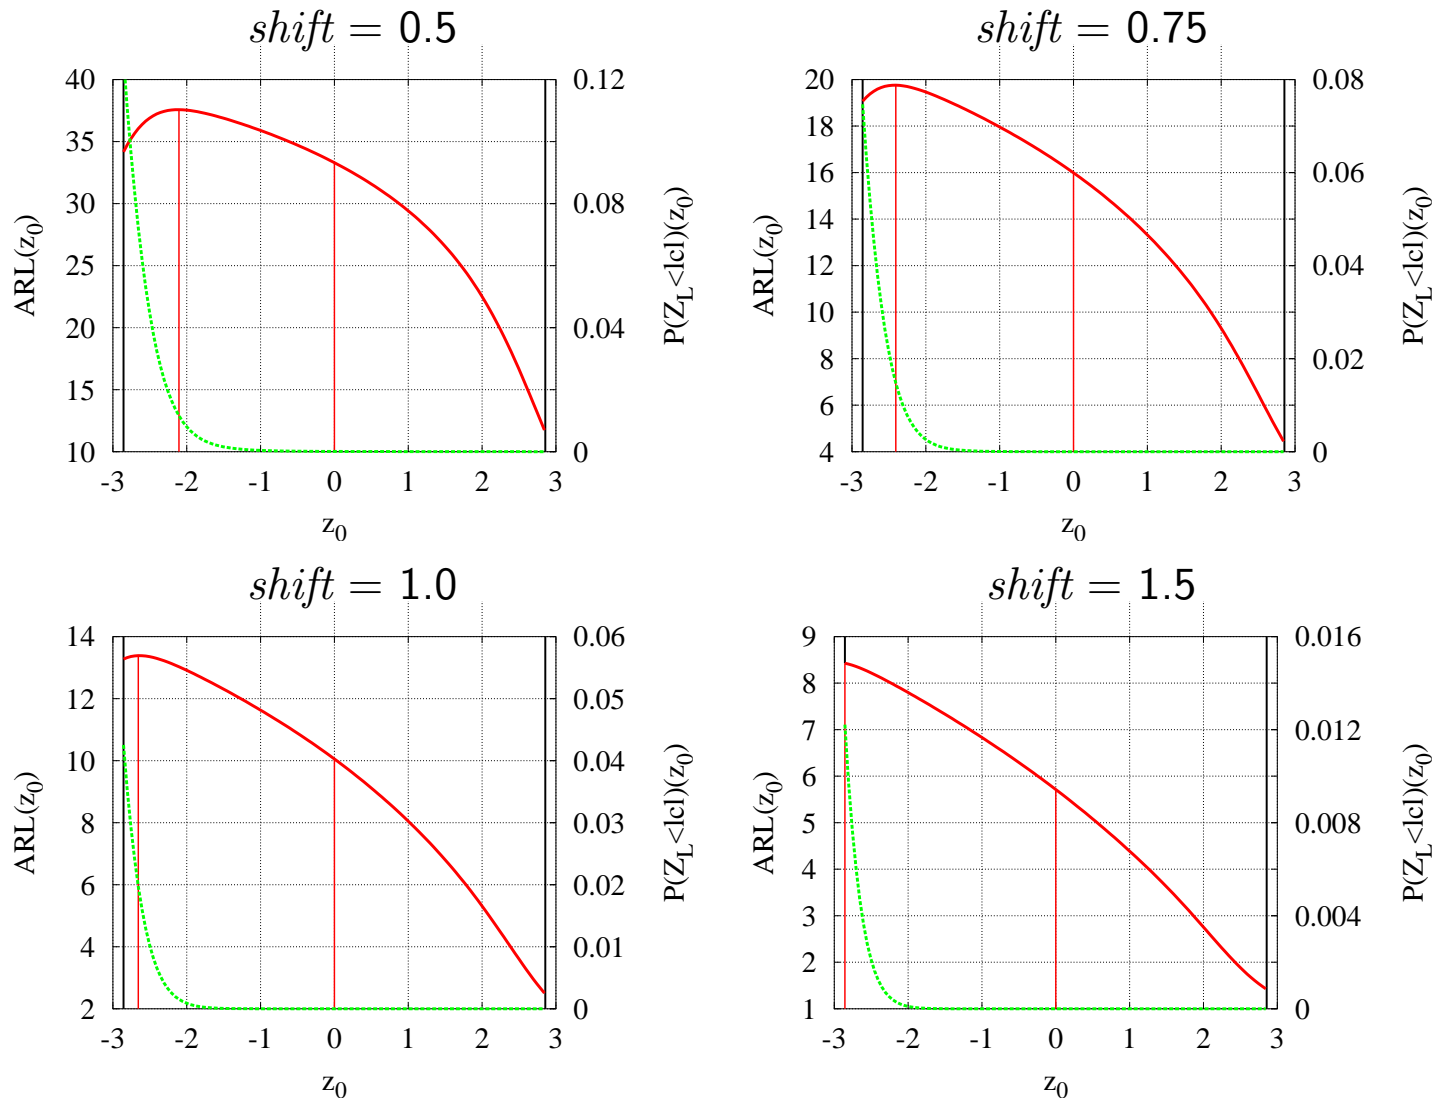 shift = 0.5
40
35
30
25
20
15
10
ARL(z0)
0.12
0.08
0.04
0
P(Z_L<lcl)(z0)
-3 -2 -1 0 1 2 3
z0
shift = 0.75
20
18
16
14
12
10
8
6
4
ARL(z0)
0.08
0.06
0.04
0.02
0
P(Z_L<lcl)(z0)
-3 -2 -1 0 1 2 3
z0
shift = 1.0
14
12
10
8
6
4
2
ARL(z0)
0.06
0.05
0.04
0.03
0.02
0.01
0
P(Z_L<lcl)(z0)
-3 -2 -1 0 1 2 3
z0
shift = 1.5
9
8
7
6
5
4
3
2
1
ARL(z0)
0.016
0.012
0.008
0.004
0
P(Z_L<lcl)(z0)
-3 -2 -1 0 1 2 3
z0